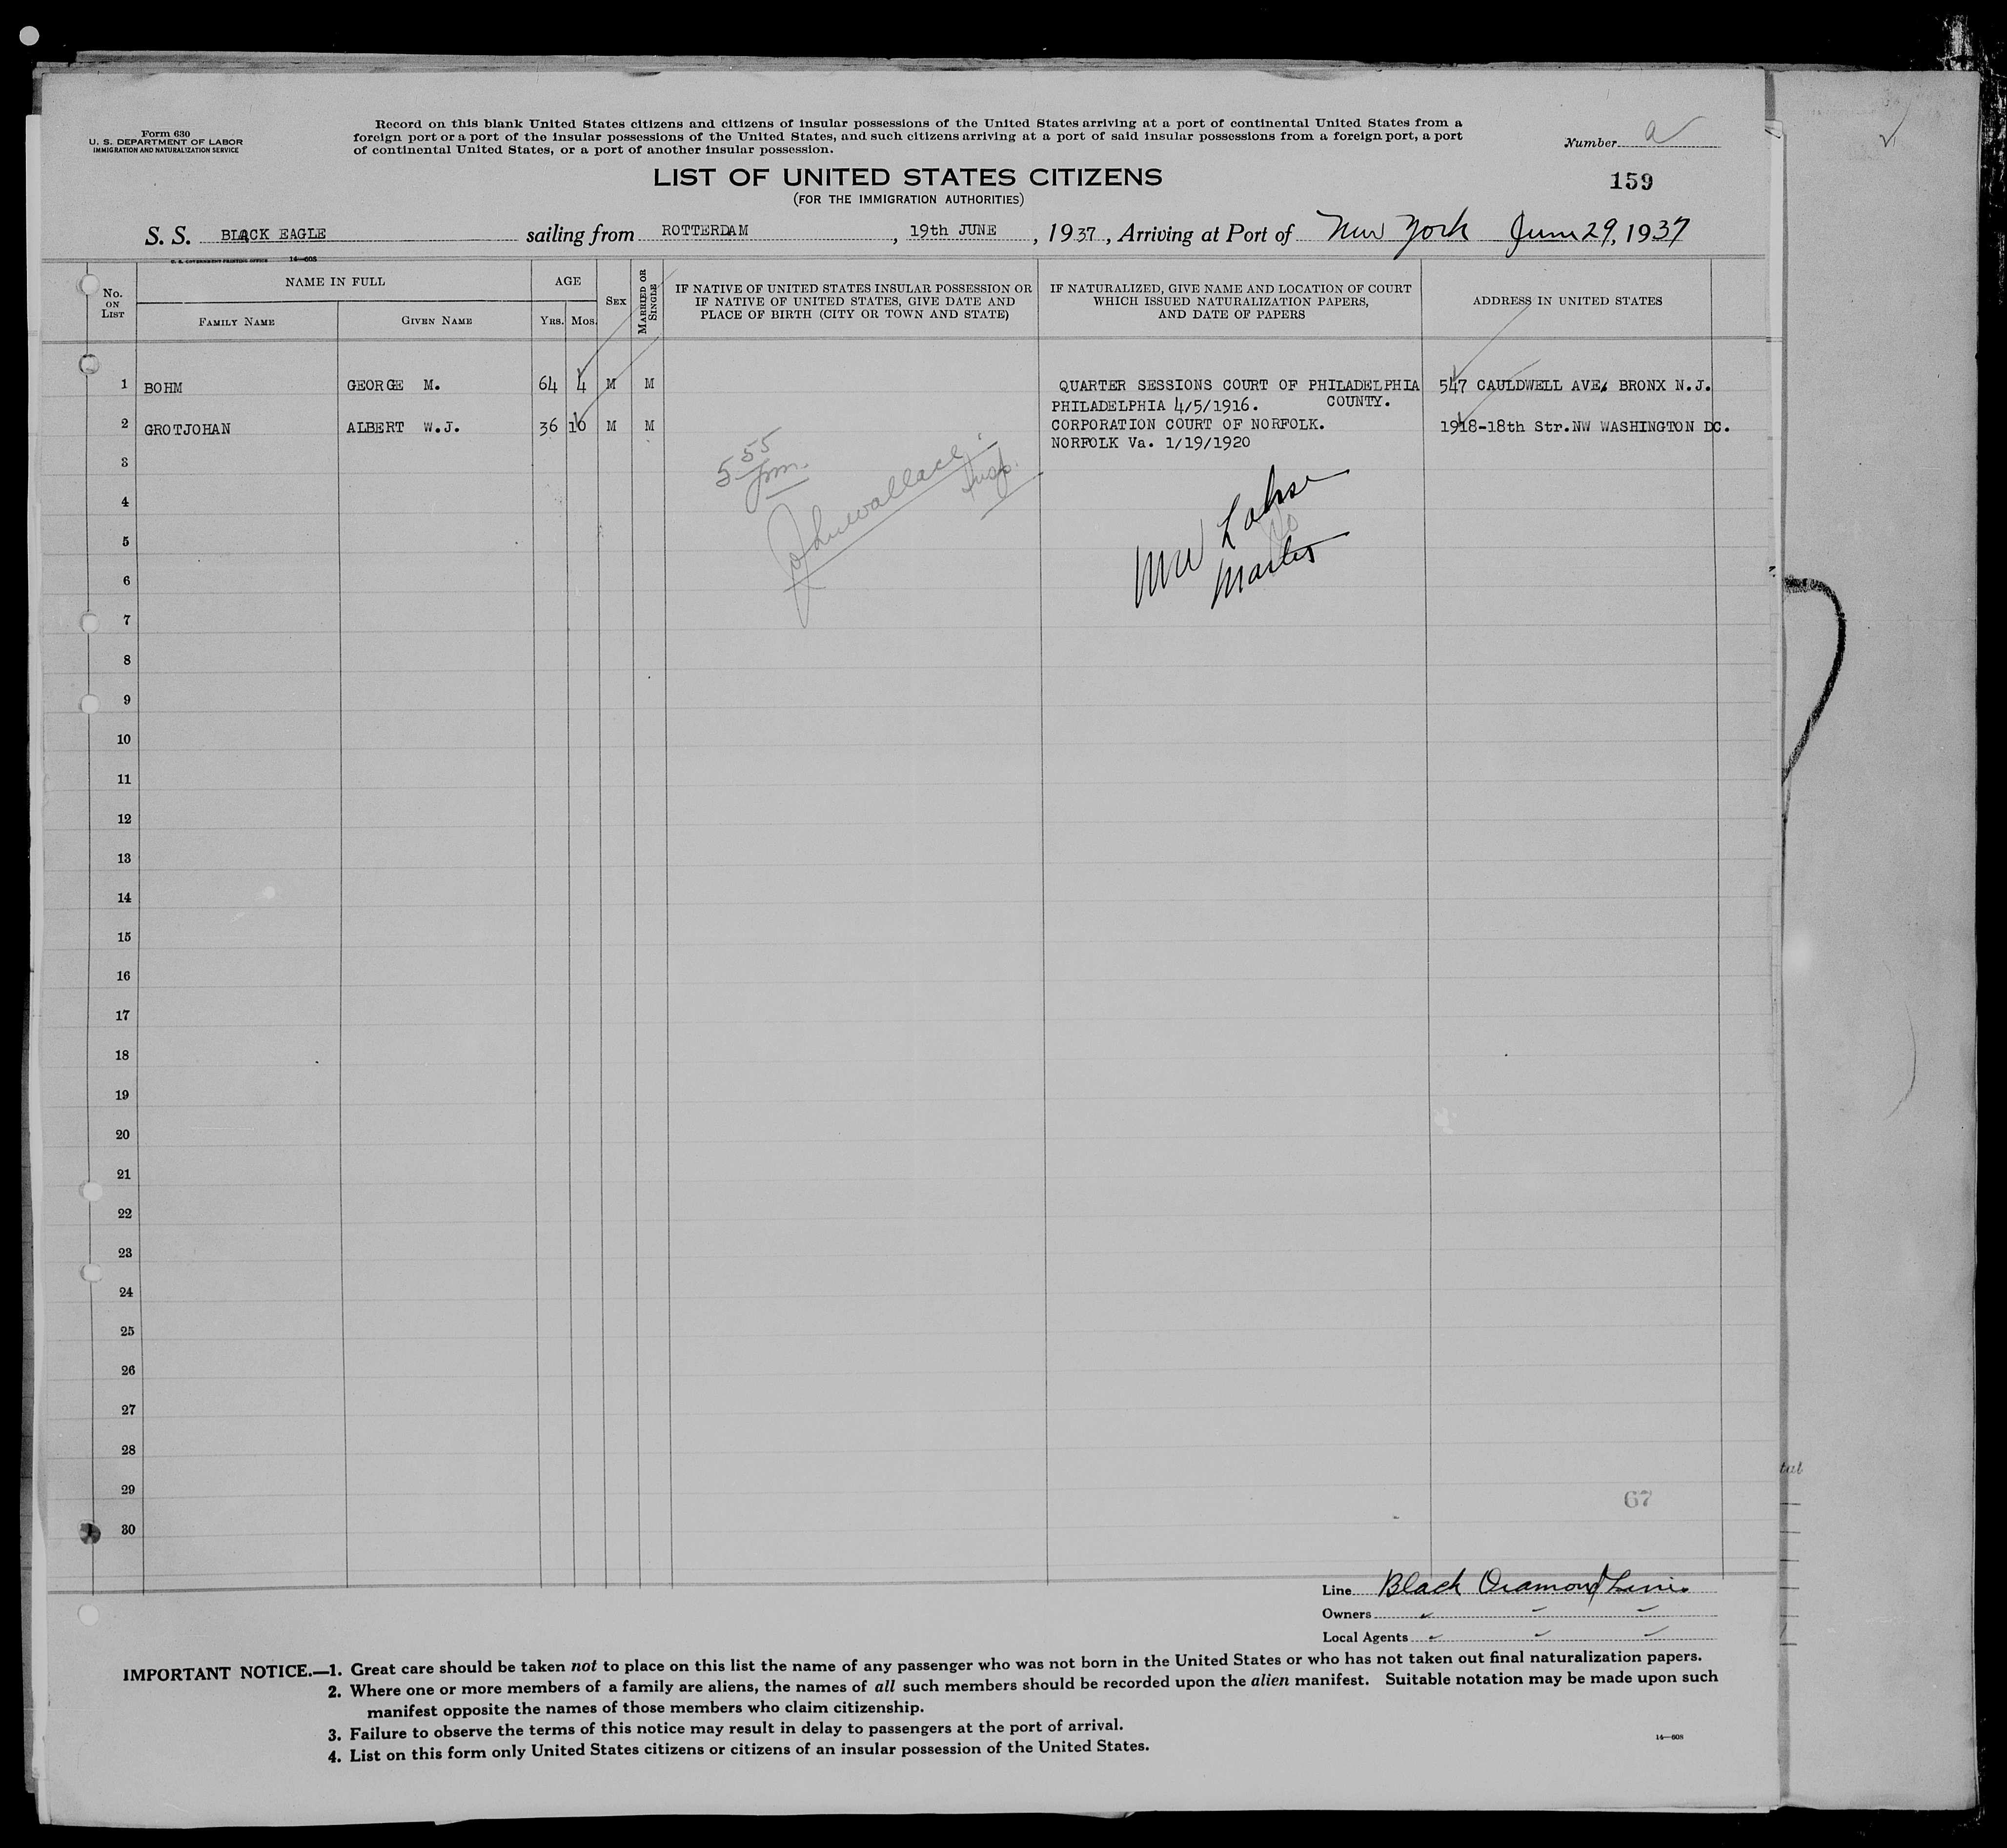 Form 630
U. S. DEPARTMENT OF LABOR
IMMIGRATION AND NATURALIZATION SERVICE
Record on this blank United States citizens and citizens of insular possessions of the United States arriving at a port of continental United States from a
foreign port or a port of the insular possessions of the United States, and such citizens arriving at a port of said insular possessions from a foreign port, a port
of continental United States, or a port of another insular possession.
Number
159
LIST OF UNITED STATES CITIZENS
(FOR THE IMMIGRATION AUTHORITIES)
S. S. BLACK EAGLE sailing from ROTTERDAM, 19th JUNE, 1937, Arriving at Port of New York June 29, 1937
U. S. GOVERNMENT PRINTING OFFICE 14—608
No. ON LIST
NAME IN FULL
AGE
SEX
MARRIED OR SINGLE
IF NATIVE OF UNITED STATES INSULAR POSSESSION OR
IF NATIVE OF UNITED STATES, GIVE DATE AND
PLACE OF BIRTH (CITY OR TOWN AND STATE)
IF NATURALIZED, GIVE NAME AND LOCATION OF COURT
WHICH ISSUED NATURALIZATION PAPERS,
AND DATE OF PAPERS
ADDRESS IN UNITED STATES
FAMILY NAME GIVEN NAME YRS. MOS.
1 BOHM GEORGE M. 64 4 M M QUARTER SESSIONS COURT OF PHILADELPHIA 547 CAULDWELL AVE, BRONX N.J.
PHILADELPHIA 4/5/1916. COUNTY.
2 GROTJOHAN ALBERT W.J. 36 10 M M CORPORATION COURT OF NORFOLK. 1918-18th Str.NW WASHINGTON DC.
NORFOLK Va. 1/19/1920
3
5 55 pm.
John Wallace Insp.
4
5
6
Master
7
8
9
10
11
12
13
14
15
16
17
18
19
20
21
22
23
24
25
26
27
28
29
67
30
Line Black Diamond Lines
Owners " " "
Local Agents " " "
IMPORTANT NOTICE.—1. Great care should be taken not to place on this list the name of any passenger who was not born in the United States or who has not taken out final naturalization papers.
2. Where one or more members of a family are aliens, the names of all such members should be recorded upon the alien manifest. Suitable notation may be made upon such
manifest opposite the names of those members who claim citizenship.
3. Failure to observe the terms of this notice may result in delay to passengers at the port of arrival.
4. List on this form only United States citizens or citizens of an insular possession of the United States.
14—608